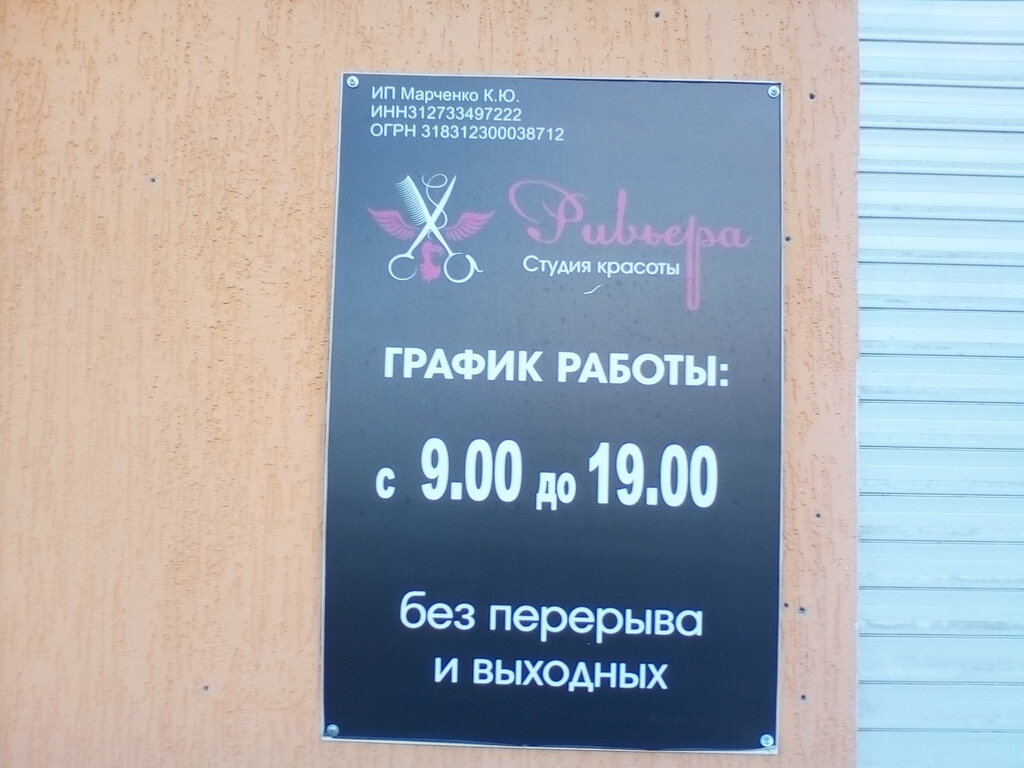 ИП Марченко К.Ю.
ИНН312733497222
ОГРН 318312300038712
Ривьера
Студия красоты
ГРАФИК РАБОТЫ:
с 9.00 до 19.00
без перерыва
и выходных